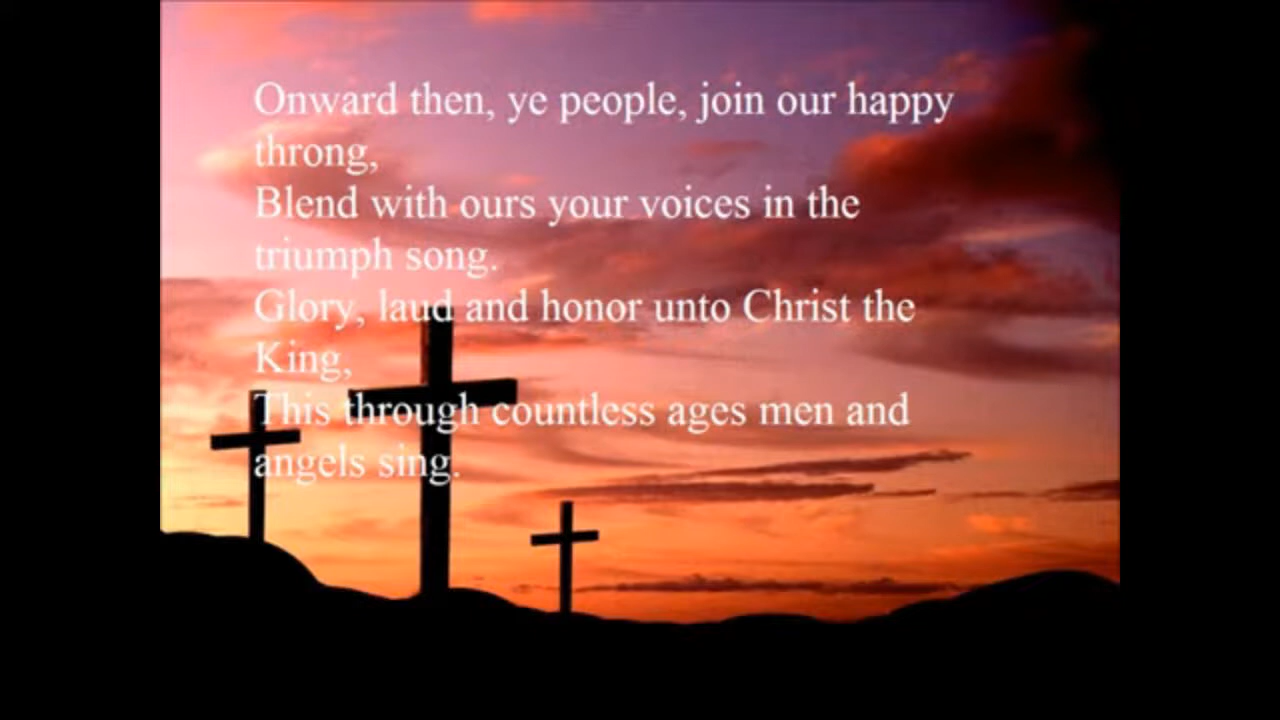 Onward then, ye people, join our happy
throng,
Blend with ours your voices in the
triumph song.
Glory, laud and honor unto Christ the
King,
This through countless ages men and
angels sing.